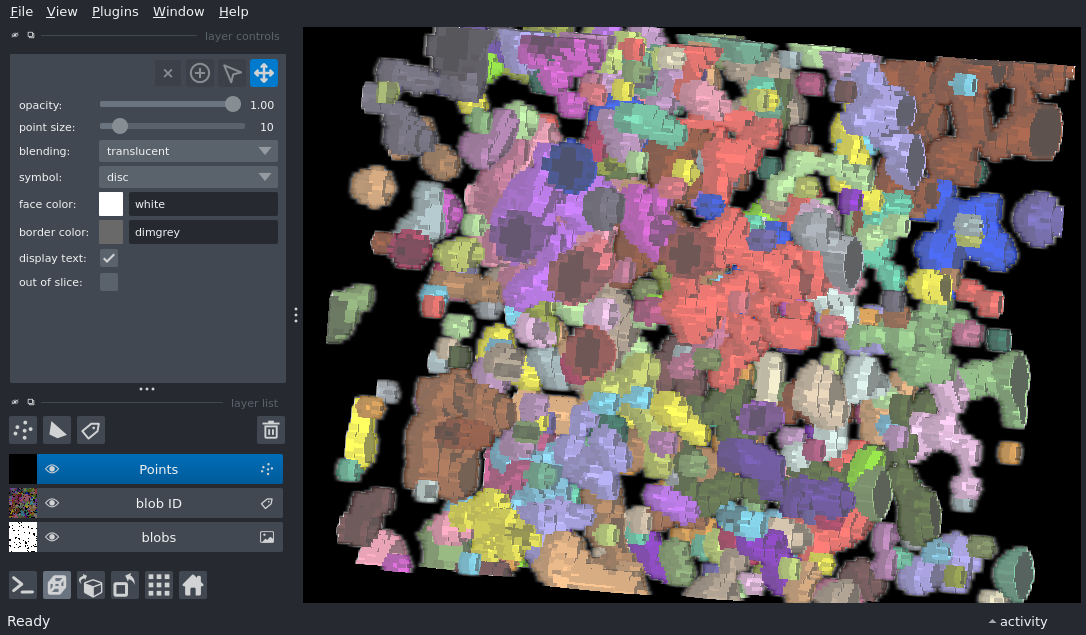 File View Plugins Window Help
layer controls
opacity: 1.00
point size: 10
blending: translucent
symbol: disc
face color: white
border color: dimgrey
display text:
out of slice:
layer list
Points
blob ID
blobs
Ready
activity